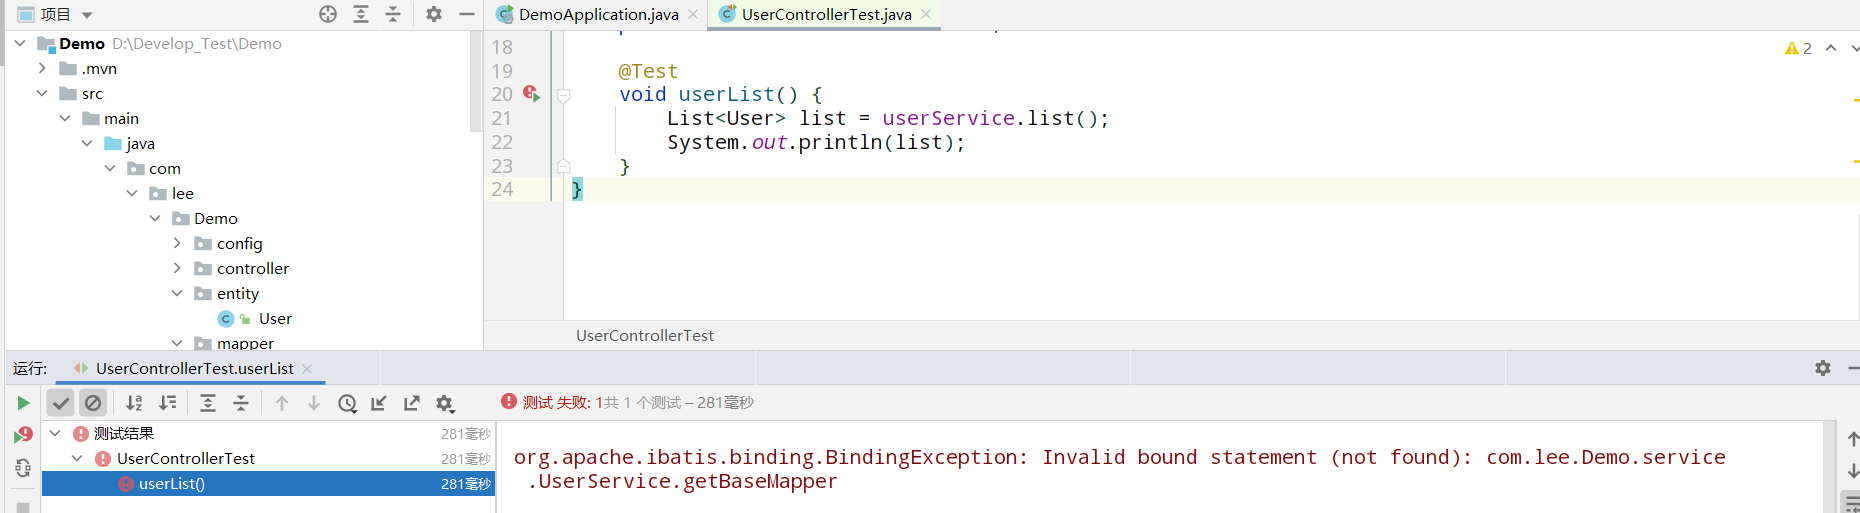 项目
DemoApplication.java
UserControllerTest.java
Demo D:\Develop_Test\Demo
.mvn
src
main
java
com
lee
Demo
config
controller
entity
User
mapper
18
19 @Test
20 void userList() {
21 List<User> list = userService.list();
22 System.out.println(list);
23 }
24 }
2
UserControllerTest
运行: UserControllerTest.userList
测试 失败: 1共 1 个测试 – 281毫秒
测试结果 281毫秒
UserControllerTest 281毫秒
userList() 281毫秒
org.apache.ibatis.binding.BindingException: Invalid bound statement (not found): com.lee.Demo.service
.UserService.getBaseMapper